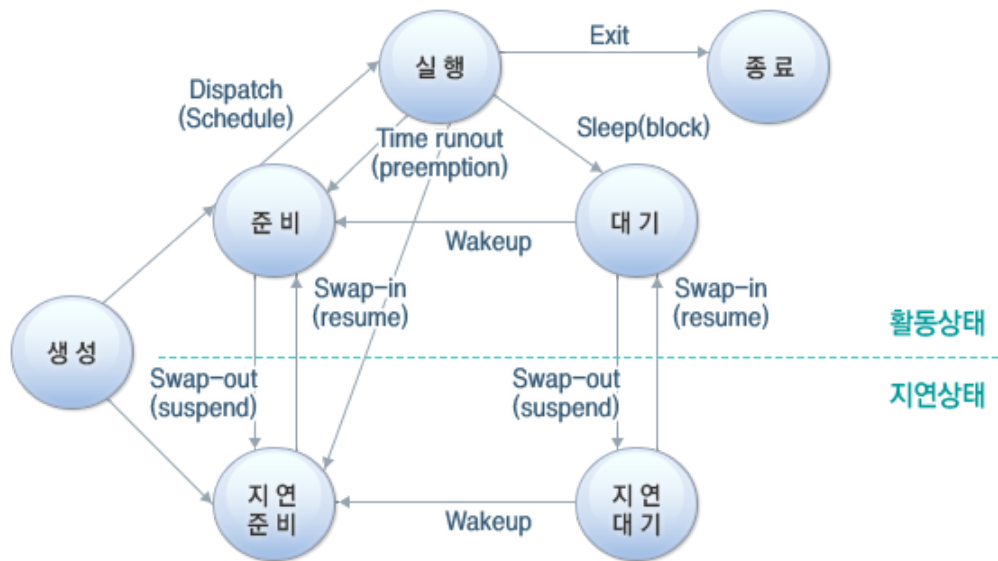 실행
Exit
종료
Dispatch
(Schedule)
Time runout
(preemption)
Sleep(block)
준비
대기
Wakeup
Swap-in
(resume)
Swap-in
(resume)
활동상태
생성
Swap-out
(suspend)
Swap-out
(suspend)
지연상태
지연
준비
Wakeup
지연
대기